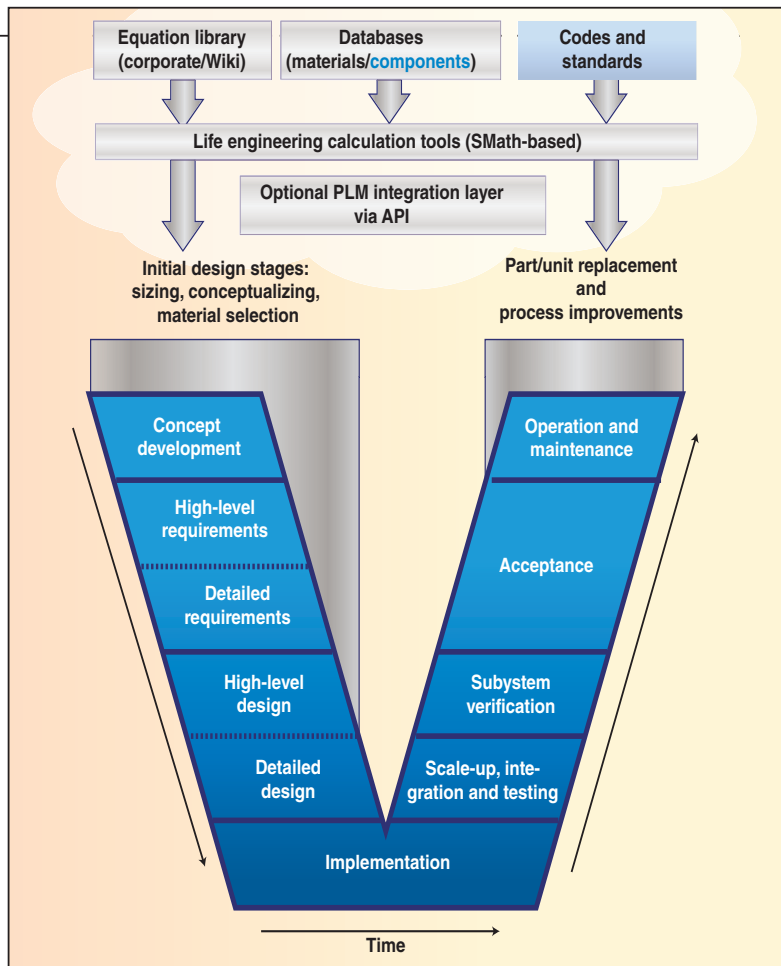 Equation library
(corporate/Wiki)
Databases
(materials/components)
Codes and
standards
Life engineering calculation tools (SMath-based)
Optional PLM integration layer
via API
Initial design stages:
sizing, conceptualizing,
material selection
Part/unit replacement
and
process improvements
Concept
development
High-level
requirements
Detailed
requirements
High-level
design
Detailed
design
Implementation
Operation and
maintenance
Acceptance
Subystem
verification
Scale-up, inte-
gration and testing
Time